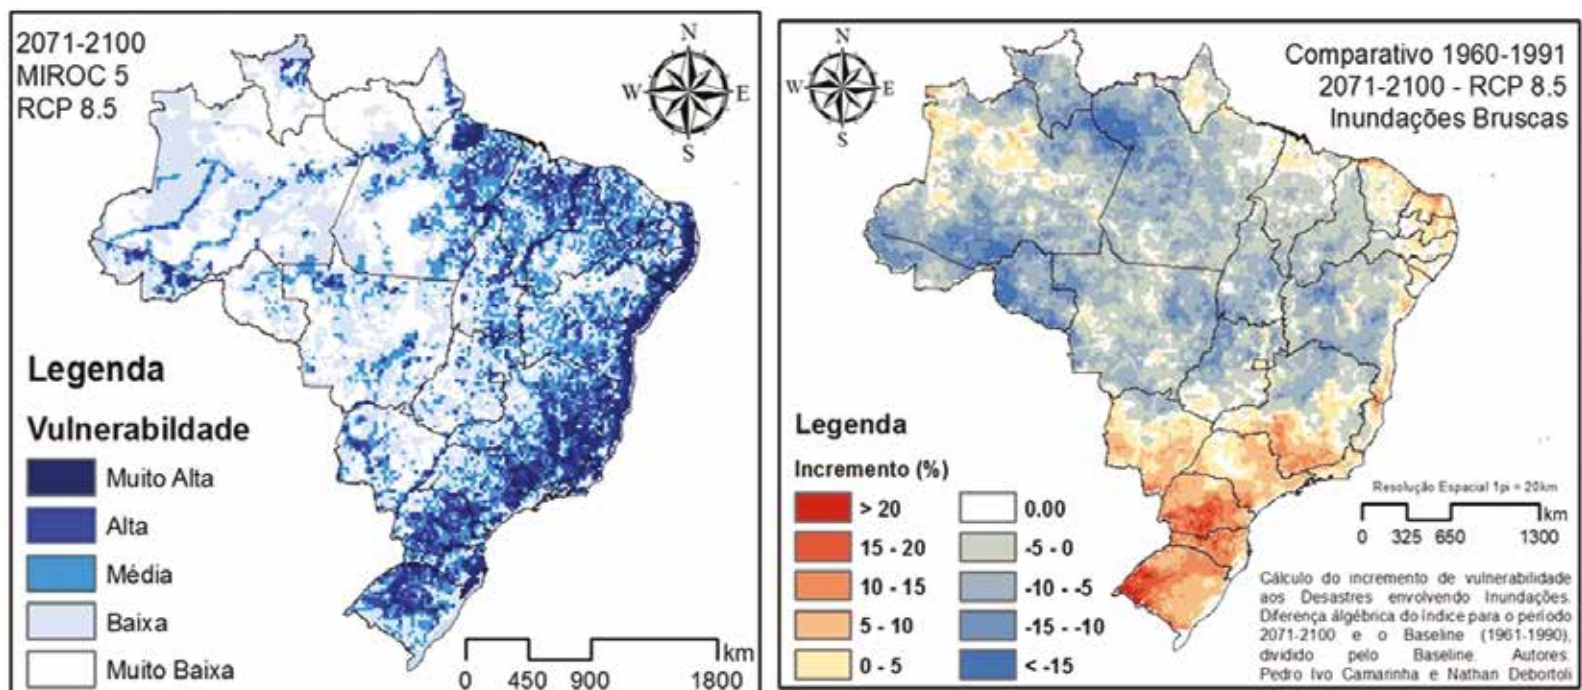 2071-2100
MIROC 5
RCP 8.5
N
W
E
S
Legenda
Vulnerabildade
Muito Alta
Alta
Média
Baixa
Muito Baixa
km
0 450 900 1800
N
W
E
S
Comparativo 1960-1991
2071-2100 - RCP 8.5
Inundações Bruscas
Legenda
Incremento (%)
> 20
15 - 20
10 - 15
5 - 10
0 - 5
0.00
-5 - 0
-10 - -5
-15 - -10
< -15
Resolução Espacial 1pi = 20km
km
0 325 650 1300
Cálculo do incremento de vulnerabilidade
aos Desastres envolvendo Inundações.
Diferença álgébrica do índice para o período
2071-2100 e o Baseline (1961-1990),
dividido pelo Baseline. Autores:
Pedro Ivo Camarinha e Nathan Debortoli